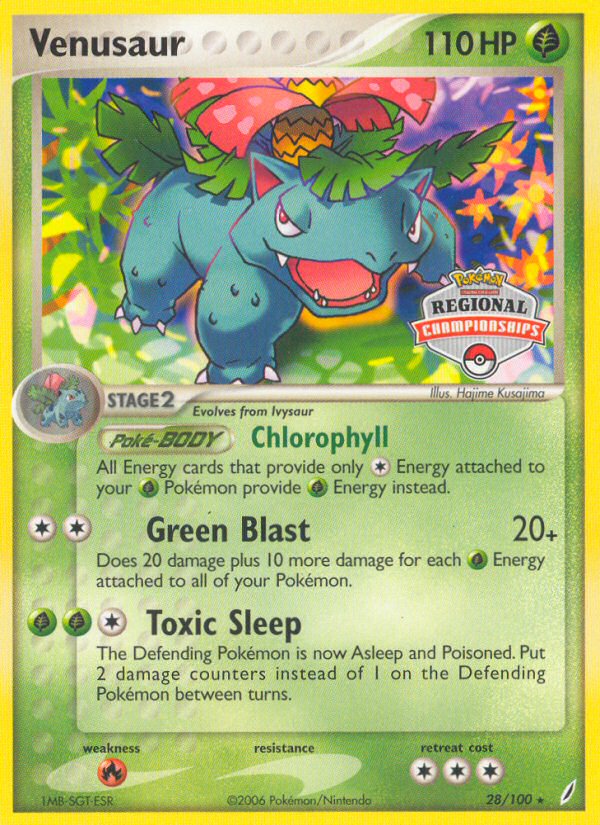 Venusaur
110 HP
POKéMON
REGIONAL
CHAMPIONSHIPS
Illus. Hajime Kusajima
STAGE 2
Evolves from Ivysaur
Poké-BODY Chlorophyll
All Energy cards that provide only Energy attached to
your Pokémon provide Energy instead.
Green Blast 20+
Does 20 damage plus 10 more damage for each Energy
attached to all of your Pokémon.
Toxic Sleep
The Defending Pokémon is now Asleep and Poisoned. Put
2 damage counters instead of 1 on the Defending
Pokémon between turns.
weakness resistance retreat cost
1MB-SGT-ESR ©2006 Pokémon/Nintendo 28/100 ★